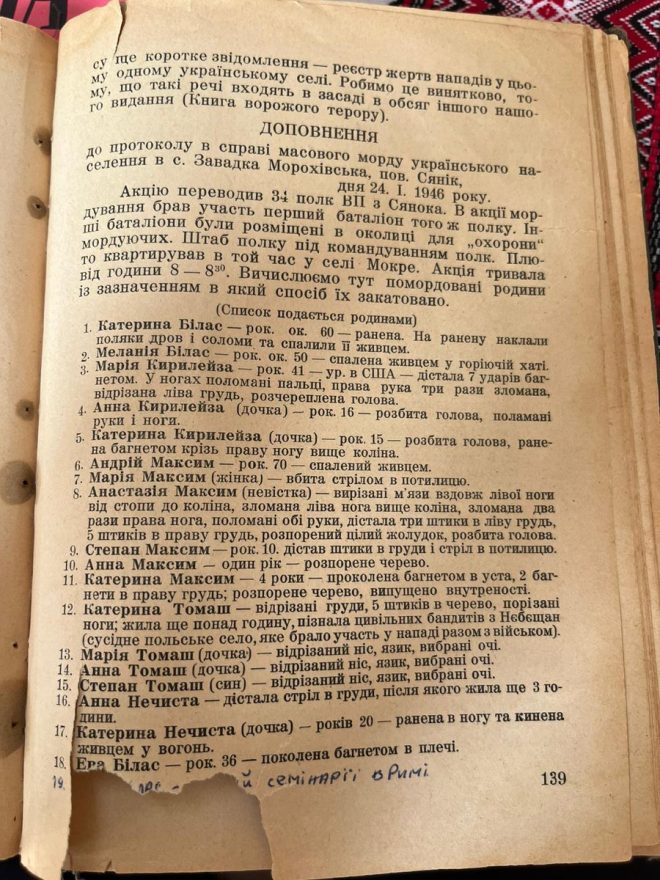 су ще коротке звідомлення — реєстр жертв нападів у цьо-
му одному українському селі. Робимо це винятково, то-
му, що такі речі входять в засаді в обсяг іншого нашо-
го видання (Книга ворожого терору).
ДОПОВНЕННЯ
до протоколу в справі масового морду українського на-
селення в с. Завадка Морохівська, пов. Сянік,
дня 24. I. 1946 року.
Акцію переводив 34 полк ВП з Сянока. В акції мор-
дування брав участь перший баталіон того ж полку. Ін-
ші баталіони були розміщені в околиці для „охорони“
мордуючих. Штаб полку під командуванням полк. Плю-
то квартирував в той час у селі Мокре. Акція тривала
від години 8 — 8³⁰. Вичислюємо тут помордовані родини
із зазначенням в який спосіб їх закатовано.
(Список подається родинами)
1. Катерина Білас — рок. ок. 60 — ранена. На ранену наклали
поляки дров і соломи та спалили її живцем.
2. Меланія Білас — рок. ок. 50 — спалена живцем у горіючій хаті.
3. Марія Кирилейза — рок. 41 — ур. в США — дістала 7 ударів баг-
нетом. У ногах поломані пальці, права рука три рази зломана,
відрізана ліва грудь, розчереплена голова.
4. Анна Кирилейза (дочка) — рок. 16 — розбита голова, поламані
руки і ноги.
5. Катерина Кирилейза (дочка) — рок. 15 — розбита голова, ране-
на багнетом крізь праву ногу вище коліна.
6. Андрій Максим — рок. 70 — спалений живцем.
7. Марія Максим (жінка) — вбита стрілом в потилицю.
8. Анастазія Максим (невістка) — вирізані м'язи вздовж лівої ноги
від стопи до коліна, зломана ліва нога вище коліна, зломана два
рази права нога, поломані обі руки, дістала три штики в ліву грудь,
5 штиків в праву грудь, розпорений цілий жолудок, розбита голова.
9. Степан Максим — рок. 10. дістав штики в груди і стріл в потилицю.
10. Анна Максим — один рік — розпорене черево.
11. Катерина Максим — 4 роки — проколена багнетом в уста, 2 баг-
нети в праву грудь; розпорене черево, випущено внутреності.
12. Катерина Томаш — відрізані груди, 5 штиків в черево, порізані
ноги; жила ще понад годину, пізнала цивільних бандитів з Нєбєщан
(сусідне польське село, яке брало участь у нападі разом з військом).
13. Марія Томаш (дочка) — відрізаний ніс, язик, вибрані очі.
14. Анна Томаш (дочка) — відрізаний ніс, язик, вибрані очі.
15. Степан Томаш (син) — відрізаний ніс, язик, вибрані очі.
16. Анна Нечиста — дістала стріл в груди, після якого жила ще 3 го-
дини.
17. Катерина Нечиста (дочка) — років 20 — ранена в ногу та кинена
живцем у вогонь.
18. Ева Білас — рок. 36 — поколена багнетом в плечі.
19. семінарії в Римі
139